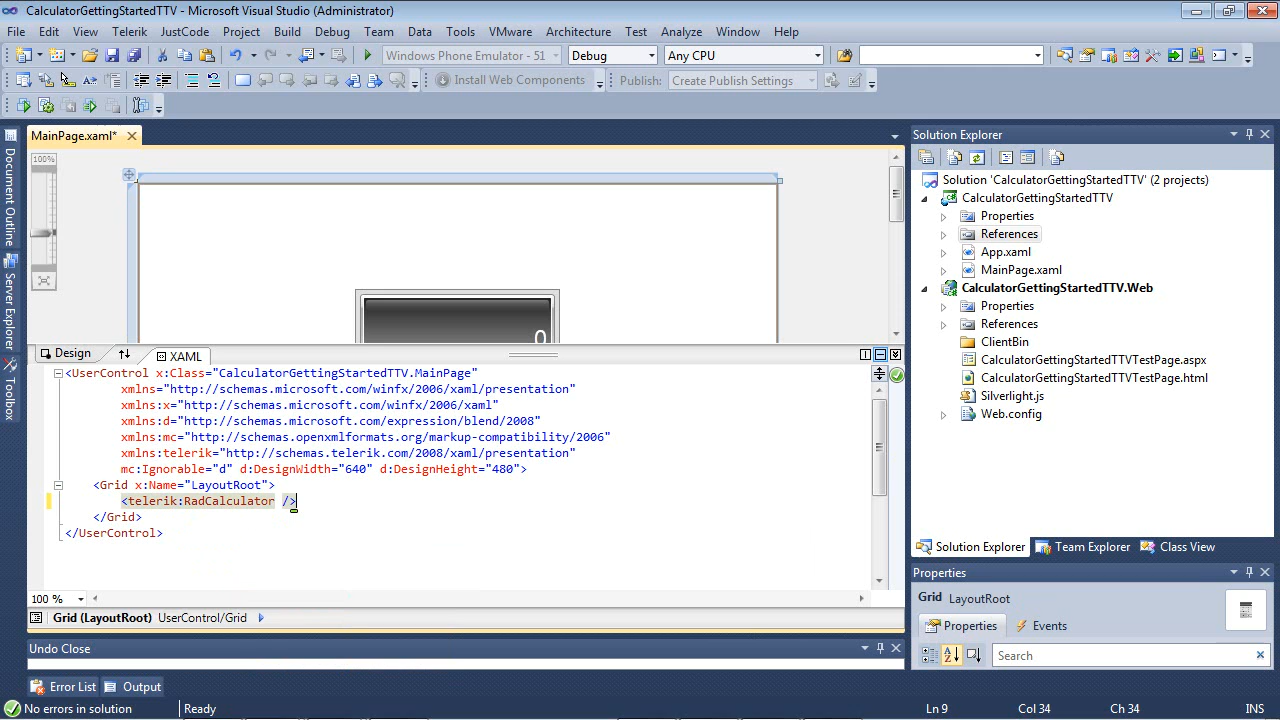 CalculatorGettingStartedTTV - Microsoft Visual Studio (Administrator)
File Edit View Telerik JustCode Project Build Debug Team Data Tools VMware Architecture Test Analyze Window Help
Windows Phone Emulator - 51 Debug Any CPU
Install Web Components Publish: Create Publish Settings
MainPage.xaml*
100%
0
Design XAML
<UserControl x:Class="CalculatorGettingStartedTTV.MainPage"
xmlns="http://schemas.microsoft.com/winfx/2006/xaml/presentation"
xmlns:x="http://schemas.microsoft.com/winfx/2006/xaml"
xmlns:d="http://schemas.microsoft.com/expression/blend/2008"
xmlns:mc="http://schemas.openxmlformats.org/markup-compatibility/2006"
xmlns:telerik="http://schemas.telerik.com/2008/xaml/presentation"
mc:Ignorable="d" d:DesignWidth="640" d:DesignHeight="480">
<Grid x:Name="LayoutRoot">
<telerik:RadCalculator />
</Grid>
</UserControl>
100 %
Grid (LayoutRoot) UserControl/Grid
Undo Close
Error List Output
No errors in solution Ready Ln 9 Col 34 Ch 34 INS
Document Outline
Server Explorer
Toolbox
Solution Explorer
Solution 'CalculatorGettingStartedTTV' (2 projects)
CalculatorGettingStartedTTV
Properties
References
App.xaml
MainPage.xaml
CalculatorGettingStartedTTV.Web
Properties
References
ClientBin
CalculatorGettingStartedTTVTestPage.aspx
CalculatorGettingStartedTTVTestPage.html
Silverlight.js
Web.config
Solution Explorer Team Explorer Class View
Properties
Grid LayoutRoot
Properties Events
Search